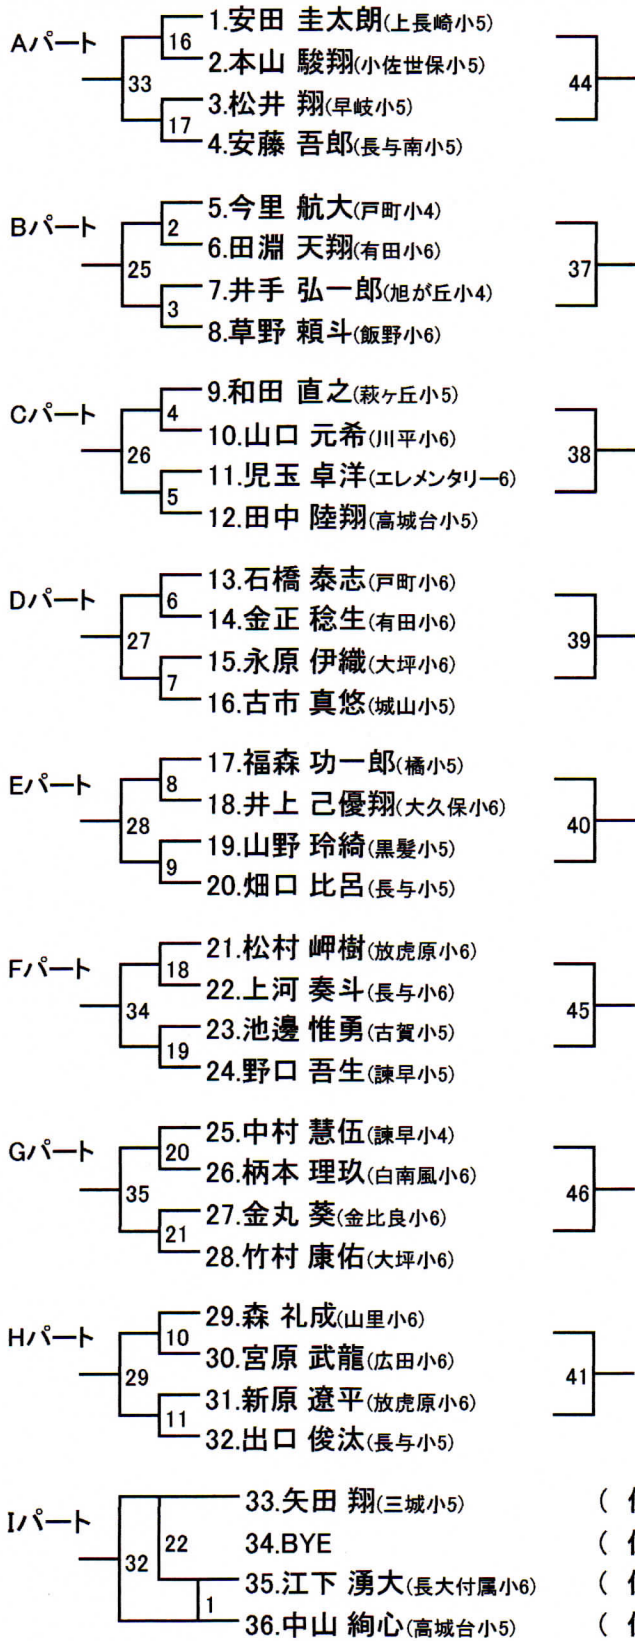 Aパート
1.安田 圭太朗(上長崎小5)
16
2.本山 駿翔(小佐世保小5)
33
44
3.松井 翔(早岐小5)
17
4.安藤 吾郎(長与南小5)
Bパート
5.今里 航大(戸町小4)
2
6.田淵 天翔(有田小6)
25
37
7.井手 弘一郎(旭が丘小4)
3
8.草野 頼斗(飯野小6)
Cパート
9.和田 直之(萩ヶ丘小5)
4
10.山口 元希(川平小6)
26
38
11.児玉 卓洋(エレメンタリー6)
5
12.田中 陸翔(高城台小5)
Dパート
13.石橋 泰志(戸町小6)
6
14.金正 稔生(有田小6)
27
39
15.永原 伊織(大坪小6)
7
16.古市 真悠(城山小5)
Eパート
17.福森 功一郎(橘小5)
8
18.井上 己優翔(大久保小6)
28
40
19.山野 玲綺(黒髪小5)
9
20.畑口 比呂(長与小5)
Fパート
21.松村 岬樹(放虎原小6)
18
22.上河 奏斗(長与小6)
34
45
23.池邊 惟勇(古賀小5)
19
24.野口 吾生(諫早小5)
Gパート
25.中村 慧伍(諫早小4)
20
26.柄本 理玖(白南風小6)
35
46
27.金丸 葵(金比良小6)
21
28.竹村 康佑(大坪小6)
Hパート
29.森 礼成(山里小6)
10
30.宮原 武龍(広田小6)
29
41
31.新原 遼平(放虎原小6)
11
32.出口 俊汰(長与小5)
Iパート
33.矢田 翔(三城小5) (
22
34.BYE (
32
35.江下 湧大(長大付属小6) (
1
36.中山 絢心(高城台小5) (